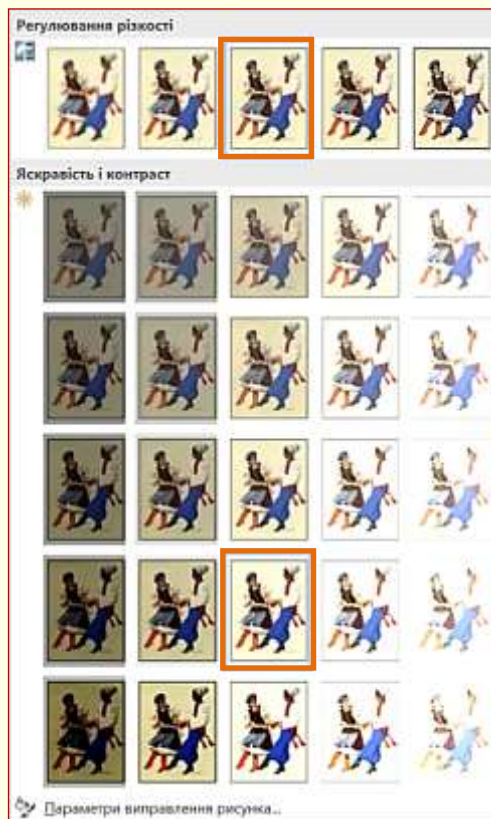 Регулювання різкості
Яскравість і контраст
Параметри виправлення рисунка...